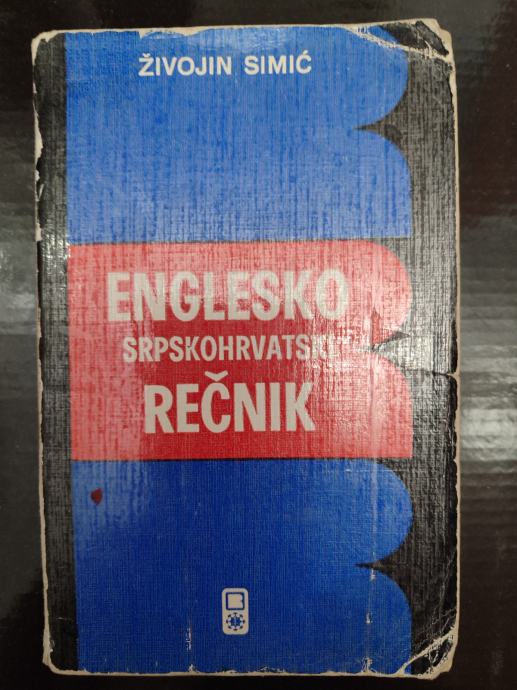 ŽIVOJIN SIMIĆ
ENGLESKO
SRPSKOHRVATSKI
REČNIK